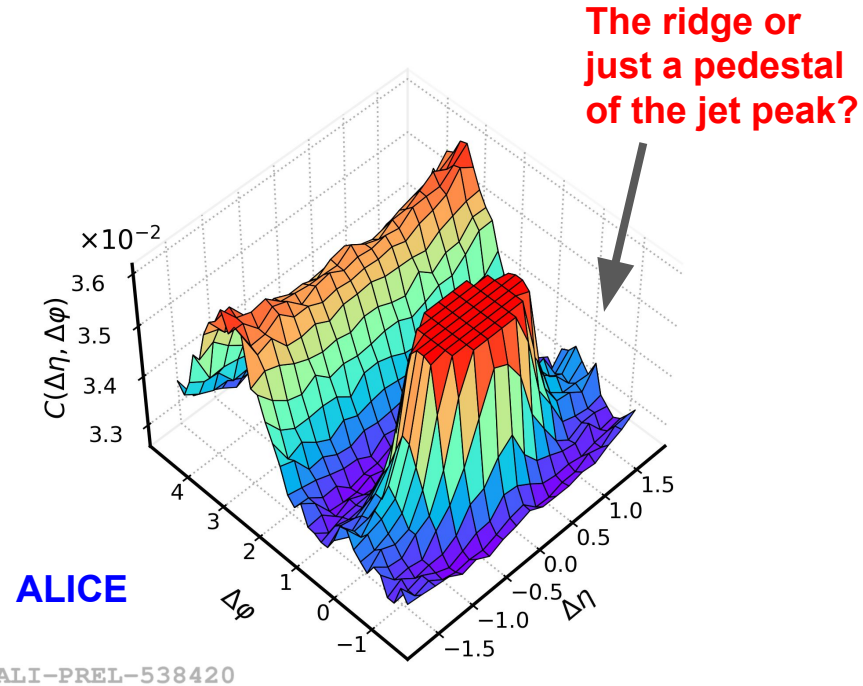 The ridge or
just a pedestal
of the jet peak?
×10⁻²
3.6
3.5
3.4
3.3
C(Δη, Δφ)
4
3
2
1
0
−1
Δφ
1.5
1.0
0.5
0.0
−0.5
−1.0
−1.5
Δη
ALICE
ALI−PREL−538420